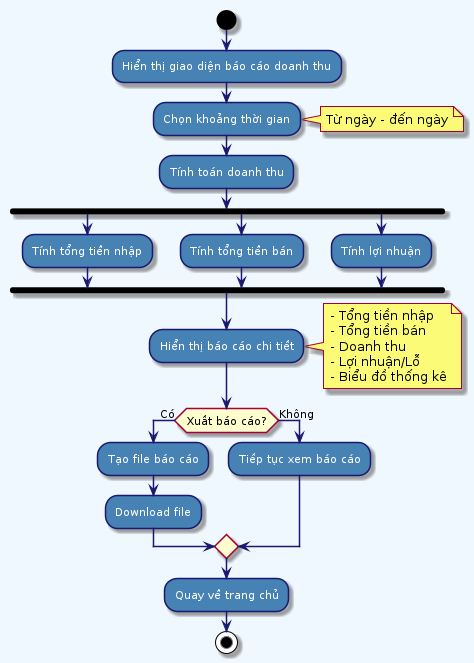 Hiển thị giao diện báo cáo doanh thu
Chọn khoảng thời gian
Từ ngày - đến ngày
Tính toán doanh thu
Tính tổng tiền nhập
Tính tổng tiền bán
Tính lợi nhuận
Hiển thị báo cáo chi tiết
- Tổng tiền nhập
- Tổng tiền bán
- Doanh thu
- Lợi nhuận/Lỗ
- Biểu đồ thống kê
Xuất báo cáo?
Có
Không
Tạo file báo cáo
Tiếp tục xem báo cáo
Download file
Quay về trang chủ